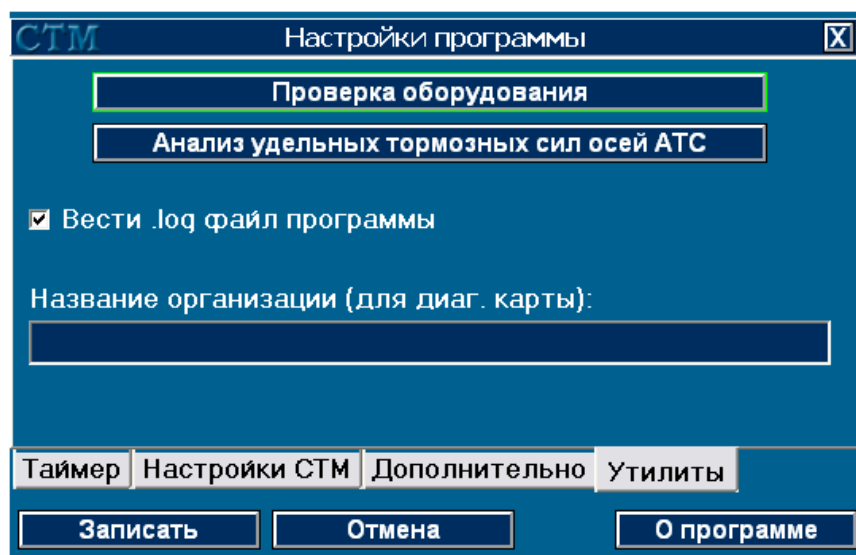 СТМ Настройки программы X
Проверка оборудования
Анализ удельных тормозных сил осей АТС
Вести .log файл программы
Название организации (для диаг. карты):
Таймер Настройки СТМ Дополнительно Утилиты
Записать Отмена О программе